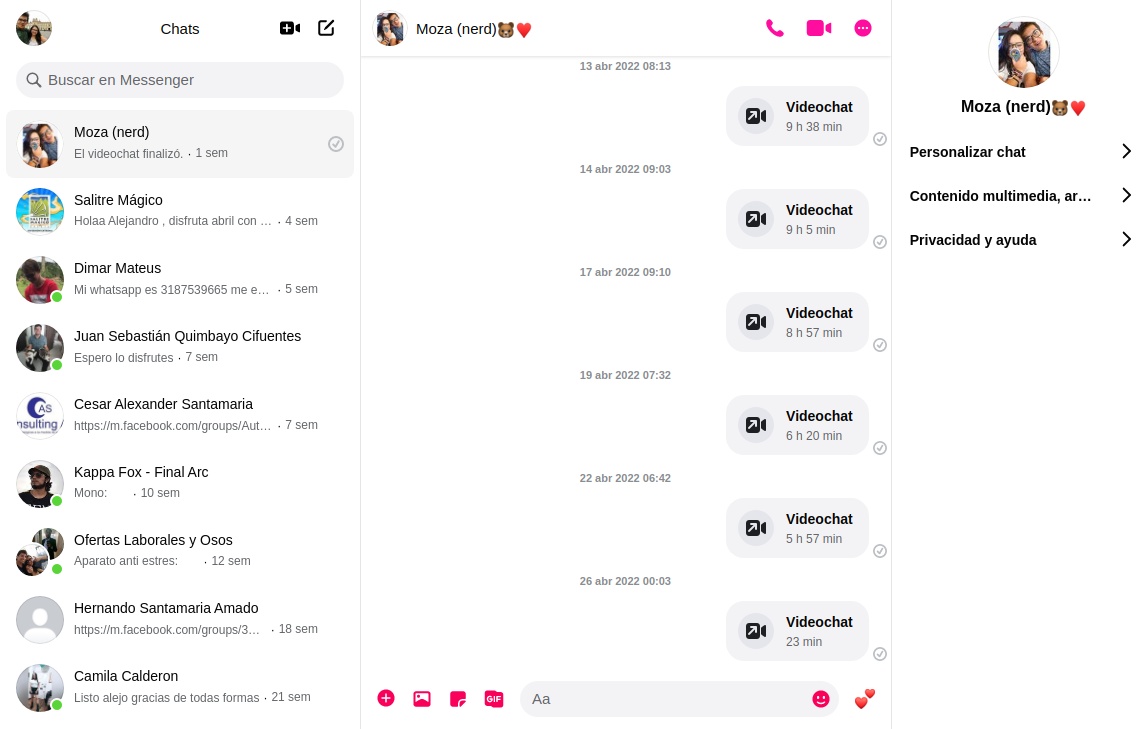 Chats
Buscar en Messenger
Moza (nerd)
El videochat finalizó. · 1 sem
Salitre Mágico
Holaa Alejandro , disfruta abril con … · 4 sem
Dimar Mateus
Mi whatsapp es 3187539665 me e… · 5 sem
Juan Sebastián Quimbayo Cifuentes
Espero lo disfrutes · 7 sem
Cesar Alexander Santamaria
https://m.facebook.com/groups/Aut… · 7 sem
Kappa Fox - Final Arc
Mono: · 10 sem
Ofertas Laborales y Osos
Aparato anti estres: · 12 sem
Hernando Santamaria Amado
https://m.facebook.com/groups/3… · 18 sem
Camila Calderon
Listo alejo gracias de todas formas · 21 sem
Moza (nerd)🐻❤️
13 abr 2022 08:13
Videochat
9 h 38 min
14 abr 2022 09:03
Videochat
9 h 5 min
17 abr 2022 09:10
Videochat
8 h 57 min
19 abr 2022 07:32
Videochat
6 h 20 min
22 abr 2022 06:42
Videochat
5 h 57 min
26 abr 2022 00:03
Videochat
23 min
GIF
Aa
Moza (nerd)🐻❤️
Personalizar chat
Contenido multimedia, ar…
Privacidad y ayuda